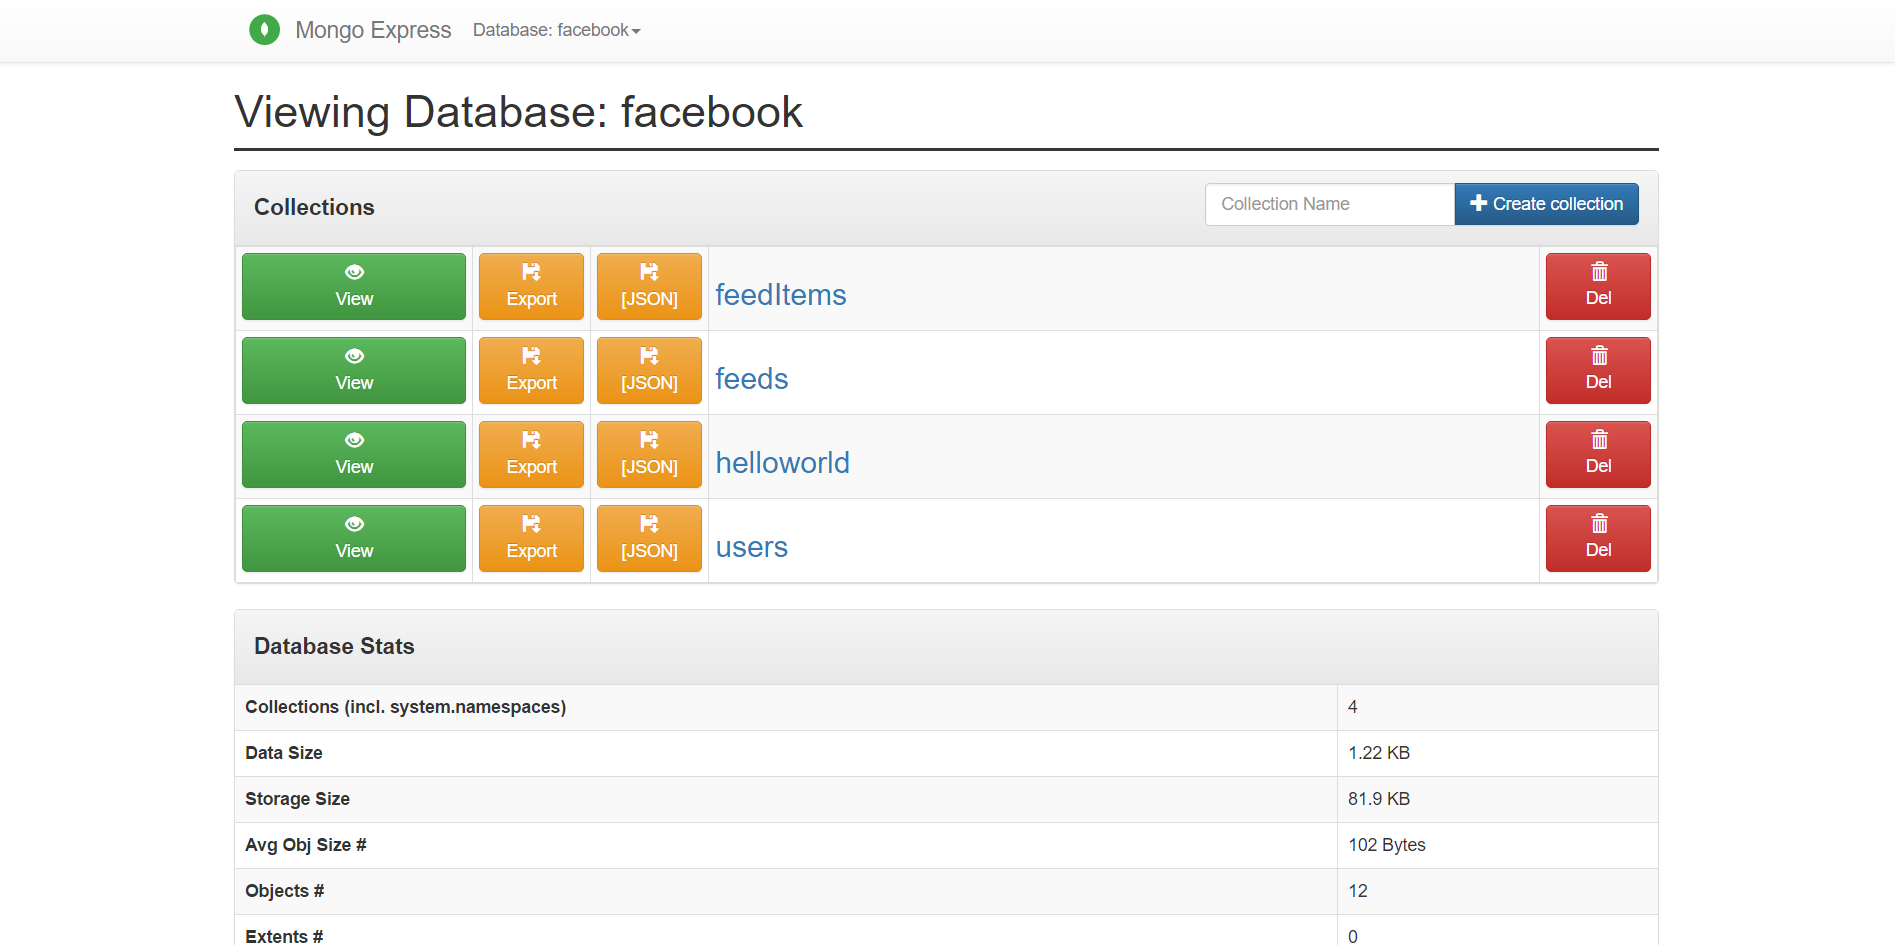 Mongo Express Database: facebook
Viewing Database: facebook
Collections Collection Name Create collection
View Export [JSON] feedItems Del
View Export [JSON] feeds Del
View Export [JSON] helloworld Del
View Export [JSON] users Del
Database Stats
Collections (incl. system.namespaces) 4
Data Size 1.22 KB
Storage Size 81.9 KB
Avg Obj Size # 102 Bytes
Objects # 12
Extents # 0